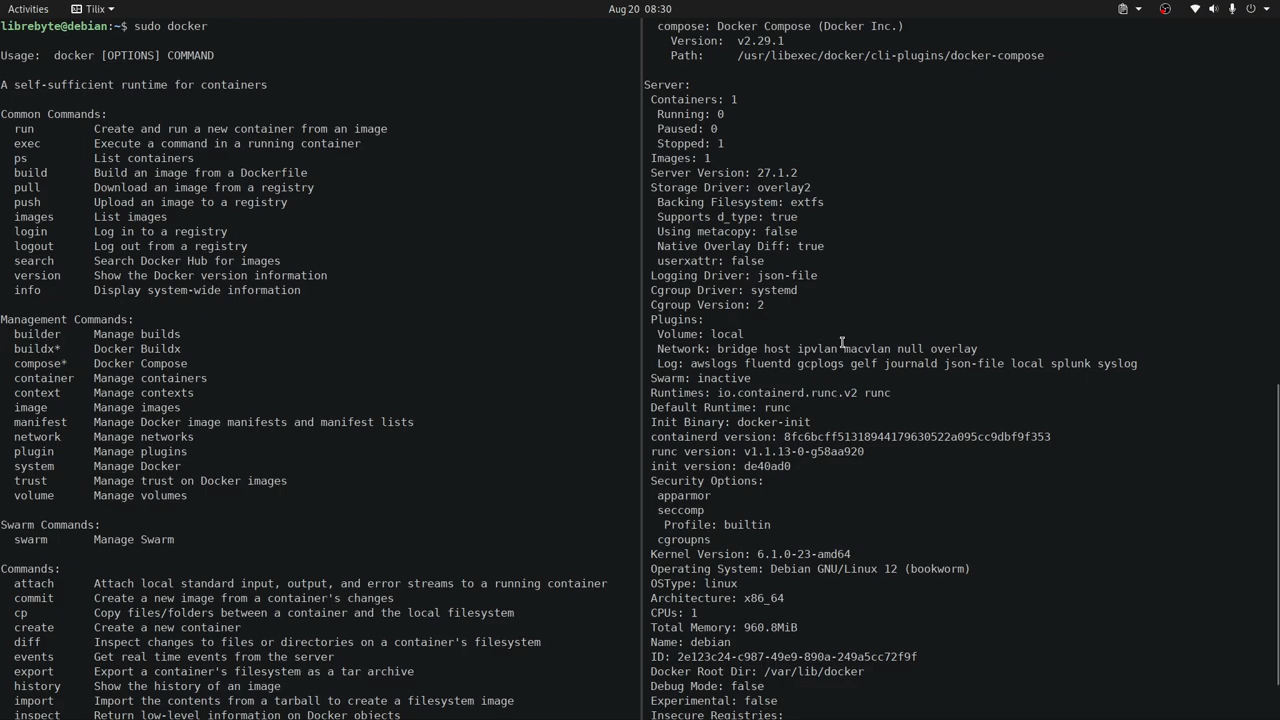 Activities
Tilix
Aug 20 08:30
librebyte@debian:~$ sudo docker
Usage:  docker [OPTIONS] COMMAND
A self-sufficient runtime for containers
Common Commands:
  run         Create and run a new container from an image
  exec        Execute a command in a running container
  ps          List containers
  build       Build an image from a Dockerfile
  pull        Download an image from a registry
  push        Upload an image to a registry
  images      List images
  login       Log in to a registry
  logout      Log out from a registry
  search      Search Docker Hub for images
  version     Show the Docker version information
  info        Display system-wide information
Management Commands:
  builder     Manage builds
  buildx*     Docker Buildx
  compose*    Docker Compose
  container   Manage containers
  context     Manage contexts
  image       Manage images
  manifest    Manage Docker image manifests and manifest lists
  network     Manage networks
  plugin      Manage plugins
  system      Manage Docker
  trust       Manage trust on Docker images
  volume      Manage volumes
Swarm Commands:
  swarm       Manage Swarm
Commands:
  attach      Attach local standard input, output, and error streams to a running container
  commit      Create a new image from a container's changes
  cp          Copy files/folders between a container and the local filesystem
  create      Create a new container
  diff        Inspect changes to files or directories on a container's filesystem
  events      Get real time events from the server
  export      Export a container's filesystem as a tar archive
  history     Show the history of an image
  import      Import the contents from a tarball to create a filesystem image
  inspect     Return low-level information on Docker objects
  compose: Docker Compose (Docker Inc.)
    Version:  v2.29.1
    Path:     /usr/libexec/docker/cli-plugins/docker-compose
Server:
 Containers: 1
  Running: 0
  Paused: 0
  Stopped: 1
 Images: 1
 Server Version: 27.1.2
 Storage Driver: overlay2
  Backing Filesystem: extfs
  Supports d_type: true
  Using metacopy: false
  Native Overlay Diff: true
  userxattr: false
 Logging Driver: json-file
 Cgroup Driver: systemd
 Cgroup Version: 2
 Plugins:
  Volume: local
  Network: bridge host ipvlan macvlan null overlay
  Log: awslogs fluentd gcplogs gelf journald json-file local splunk syslog
 Swarm: inactive
 Runtimes: io.containerd.runc.v2 runc
 Default Runtime: runc
 Init Binary: docker-init
 containerd version: 8fc6bcff51318944179630522a095cc9dbf9f353
 runc version: v1.1.13-0-g58aa920
 init version: de40ad0
 Security Options:
  apparmor
  seccomp
   Profile: builtin
  cgroupns
 Kernel Version: 6.1.0-23-amd64
 Operating System: Debian GNU/Linux 12 (bookworm)
 OSType: linux
 Architecture: x86_64
 CPUs: 1
 Total Memory: 960.8MiB
 Name: debian
 ID: 2e123c24-c987-49e9-890a-249a5cc72f9f
 Docker Root Dir: /var/lib/docker
 Debug Mode: false
 Experimental: false
 Insecure Registries: